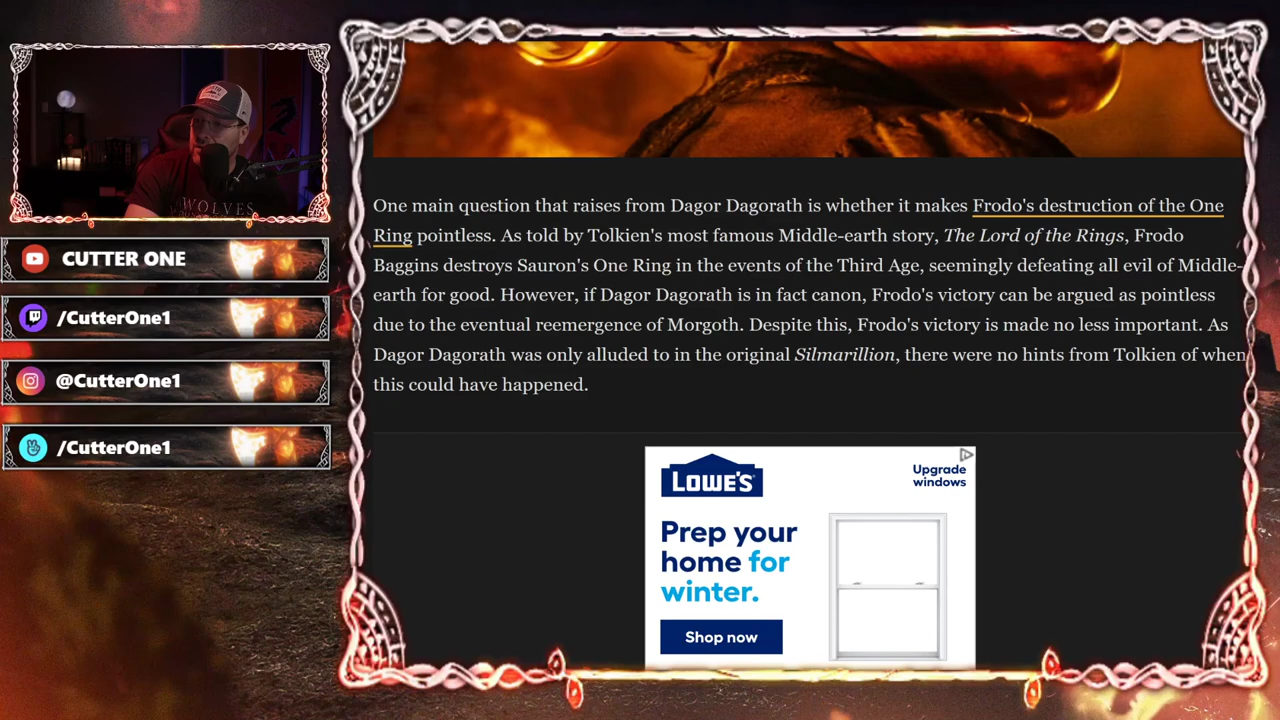 WOLVES
CUTTER ONE
/CutterOne1
@CutterOne1
/CutterOne1
One main question that raises from Dagor Dagorath is whether it makes Frodo's destruction of the One
Ring pointless. As told by Tolkien's most famous Middle-earth story, The Lord of the Rings, Frodo
Baggins destroys Sauron's One Ring in the events of the Third Age, seemingly defeating all evil of Middle-
earth for good. However, if Dagor Dagorath is in fact canon, Frodo's victory can be argued as pointless
due to the eventual reemergence of Morgoth. Despite this, Frodo's victory is made no less important. As
Dagor Dagorath was only alluded to in the original Silmarillion, there were no hints from Tolkien of when
this could have happened.
LOWE'S
Upgrade
windows
Prep your
home for
winter.
Shop now